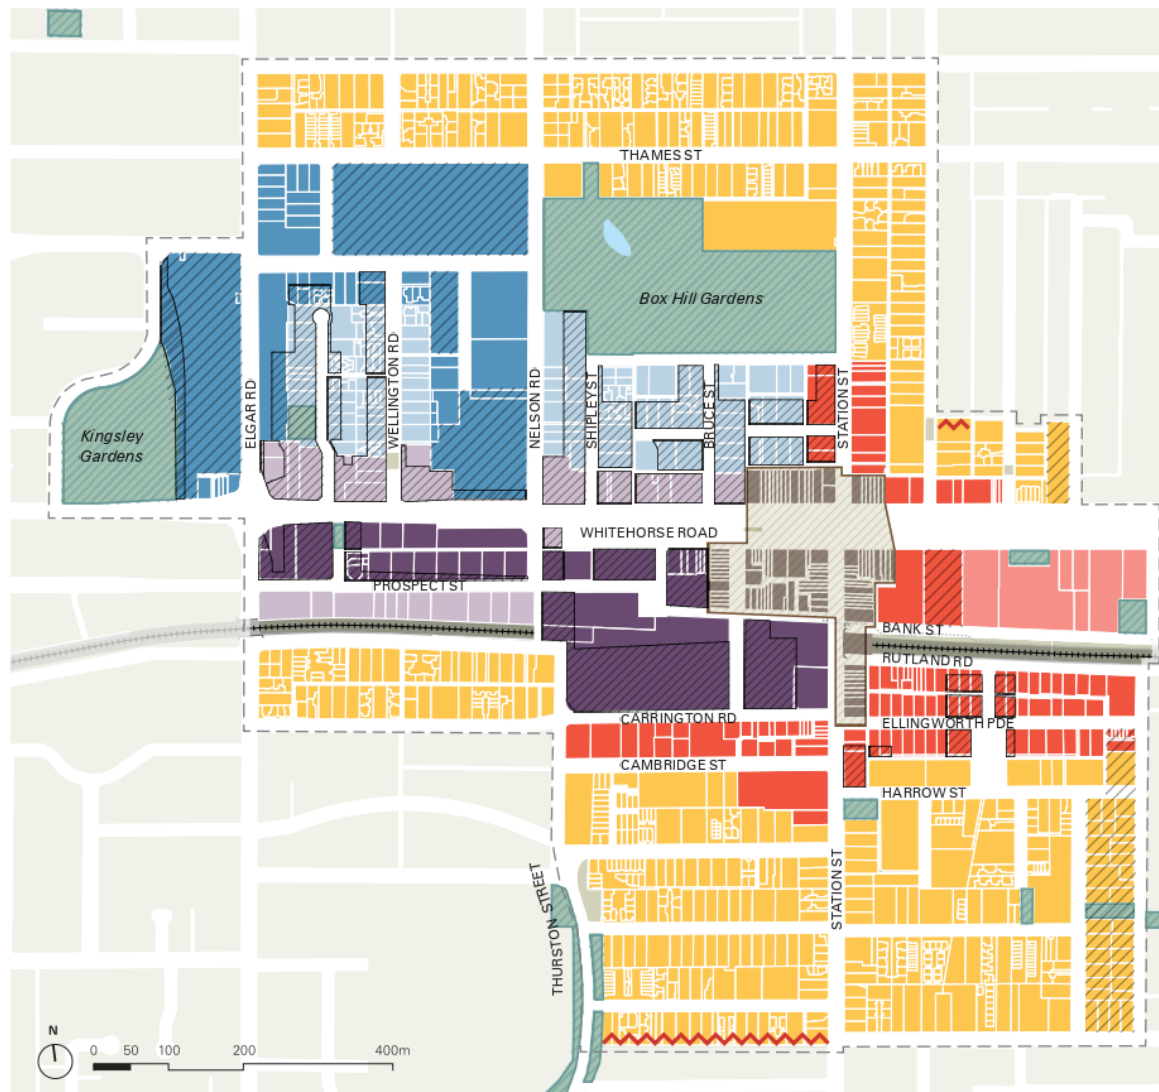 THAMES ST
Box Hill Gardens
Kingsley
Gardens
ELGAR RD
WELLINGTON RD
NELSON RD
SHIPLEY ST
BRUCE ST
STATION ST
WHITEHORSE ROAD
PROSPECT ST
BANK ST
RUTLAND RD
CARRINGTON RD
ELLINGWORTH PDE
CAMBRIDGE ST
HARROW ST
THURSTON STREET
STATION ST
N
0 50 100 200 400m